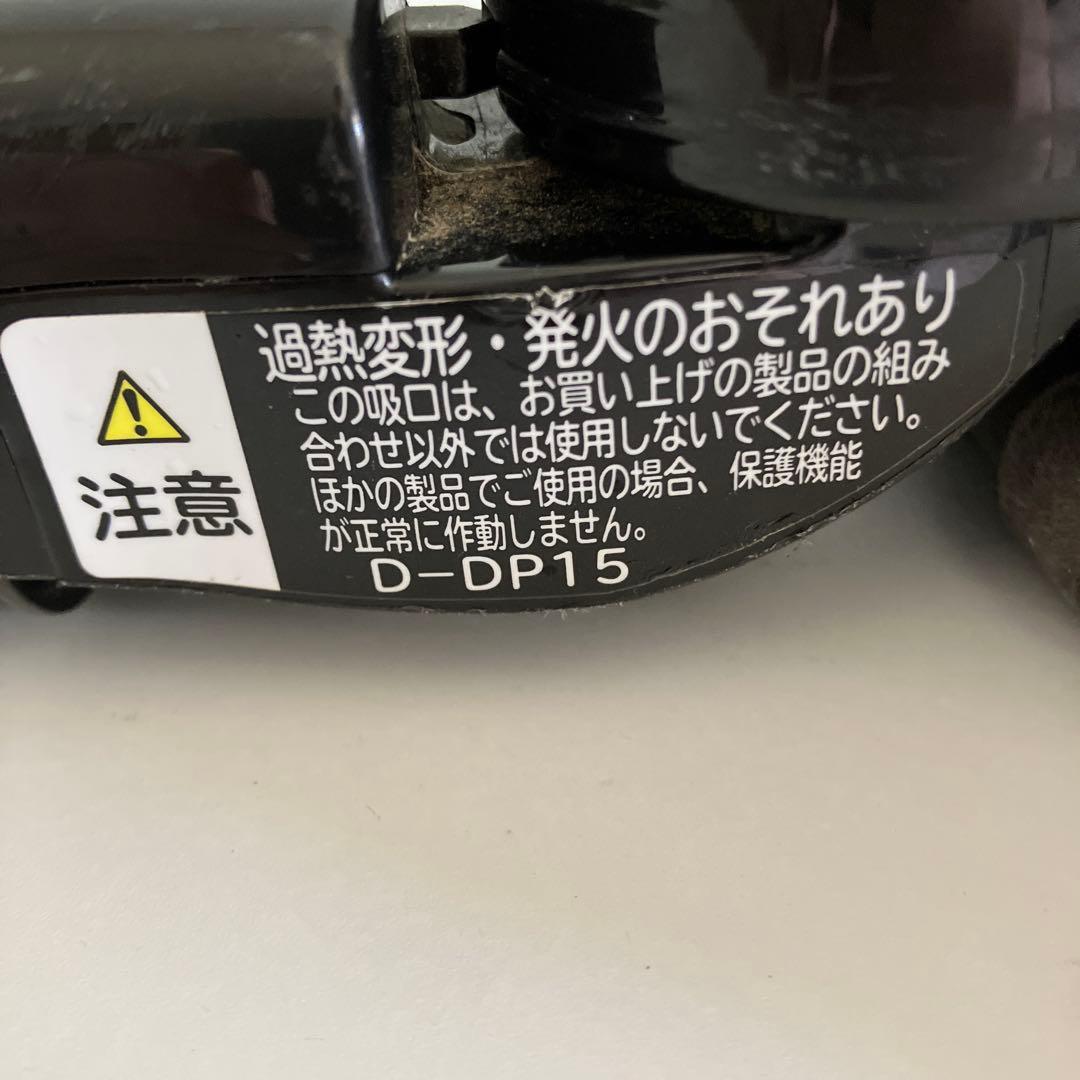 注意
過熱変形・発火のおそれあり
この吸口は、お買い上げの製品の組み
合わせ以外では使用しないでください。
ほかの製品でご使用の場合、保護機能
が正常に作動しません。
D-DP15